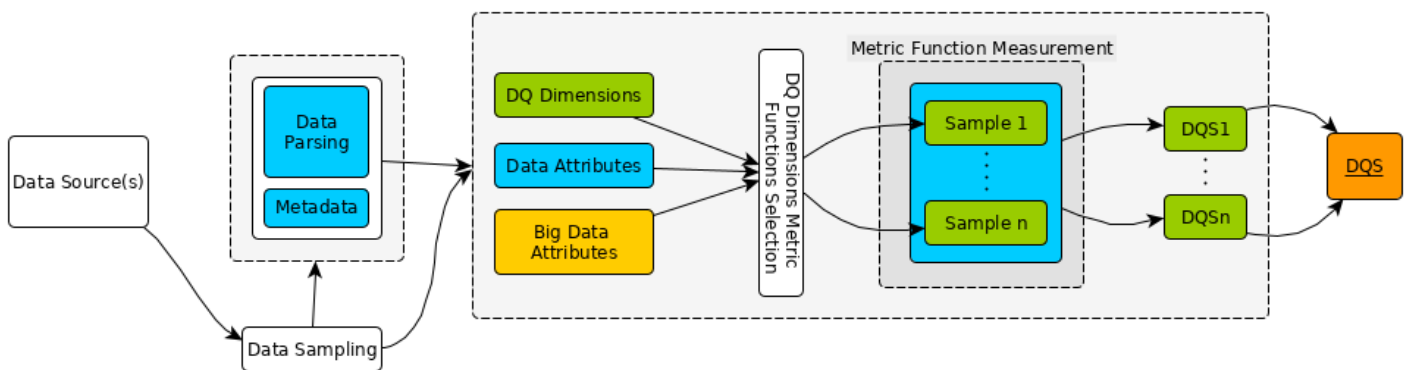 Data Source(s)
Data Sampling
Data
Parsing
Metadata
DQ Dimensions
Data Attributes
Big Data
Attributes
DQ Dimensions Metric
Functions Selection
Metric Function Measurement
Sample 1
Sample n
DQS1
DQSn
DQS